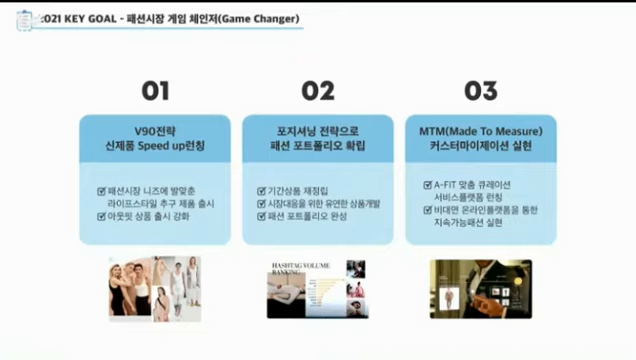 2021 KEY GOAL - 패션시장 게임 체인저(Game Changer)
01
V90전략
신제품 Speed up런칭
패션시장 니즈에 발맞춘
라이프스타일 추구 제품 출시
아웃핏 상품 출시 강화
02
포지셔닝 전략으로
패션 포트폴리오 확립
기간상품 재정립
시장대응을 위한 유연한 상품개발
패션 포트폴리오 완성
HASHTAG VOLUME
RANKING
03
MTM(Made To Measure)
커스터마이제이션 실현
A-FIT 맞춤 큐레이션
서비스플랫폼 런칭
비대면 온라인플랫폼을 통한
지속가능패션 실현